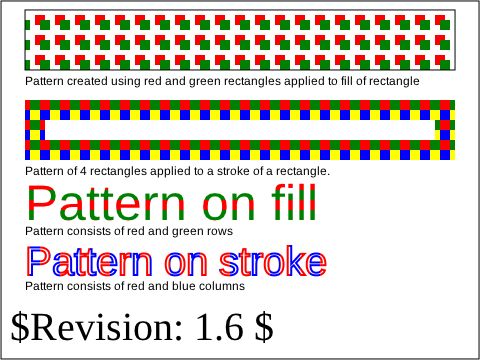 Pattern created using red and green rectangles applied to fill of rectangle
Pattern of 4 rectangles applied to a stroke of a rectangle.
Pattern on fill
Pattern consists of red and green rows
Pattern on stroke
Pattern consists of red and blue columns
$Revision: 1.6 $